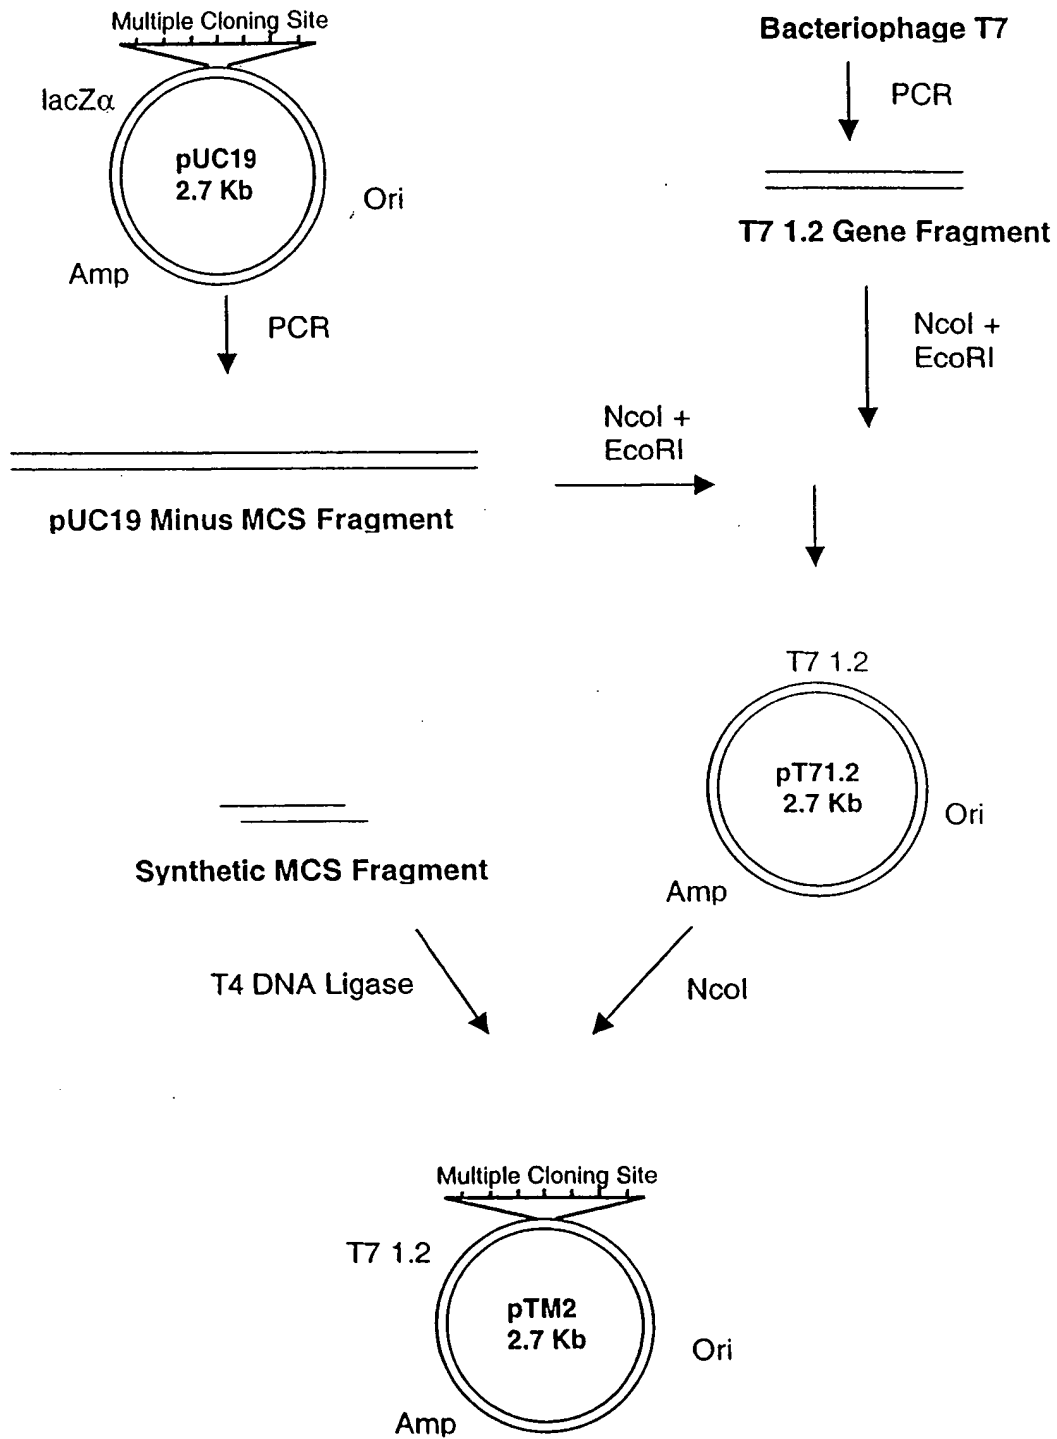 Multiple Cloning Site
lacZα
pUC19
2.7 Kb
Ori
Amp
PCR
Bacteriophage T7
PCR
T7 1.2 Gene Fragment
NcoI +
EcoRI
NcoI +
EcoRI
pUC19 Minus MCS Fragment
T7 1.2
pT71.2
2.7 Kb
Ori
Amp
Synthetic MCS Fragment
T4 DNA Ligase
NcoI
Multiple Cloning Site
T7 1.2
pTM2
2.7 Kb
Ori
Amp